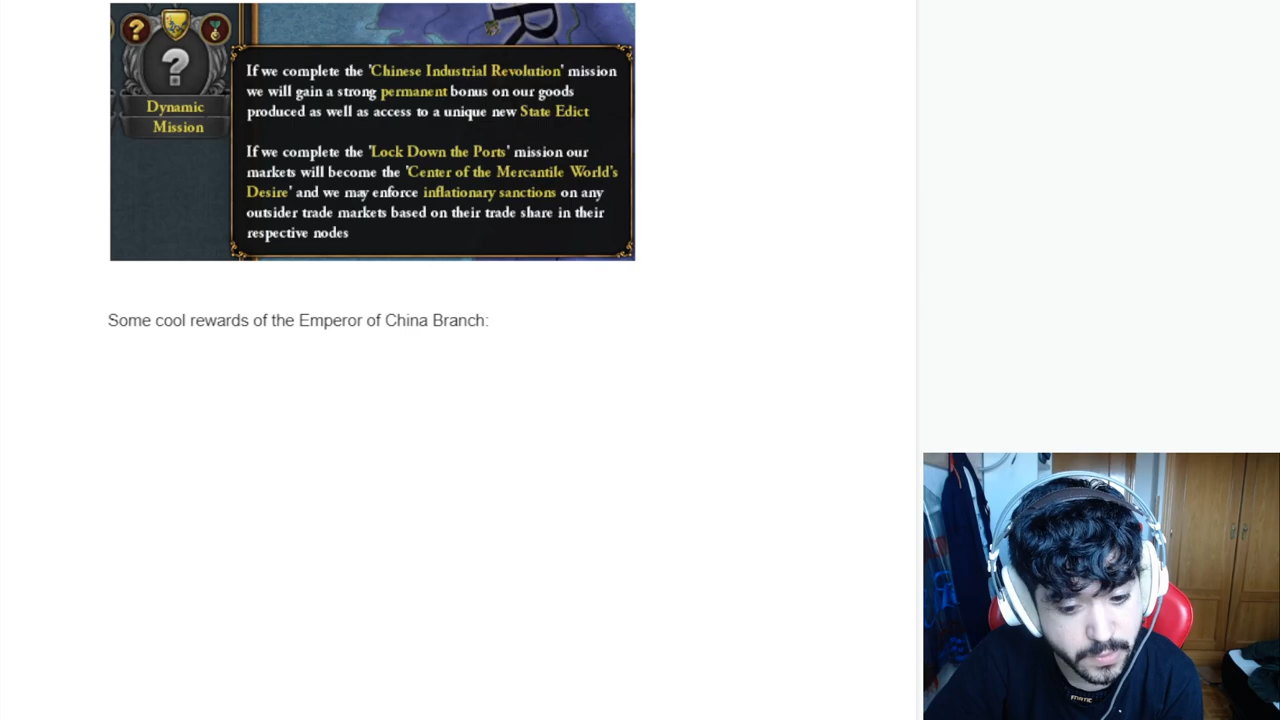 If we complete the 'Chinese Industrial Revolution' mission
we will gain a strong permanent bonus on our goods
produced as well as access to a unique new State Edict
Dynamic
Mission
If we complete the 'Lock Down the Ports' mission our
markets will become the 'Center of the Mercantile World's
Desire' and we may enforce inflationary sanctions on any
outsider trade markets based on their trade share in their
respective nodes
Some cool rewards of the Emperor of China Branch: